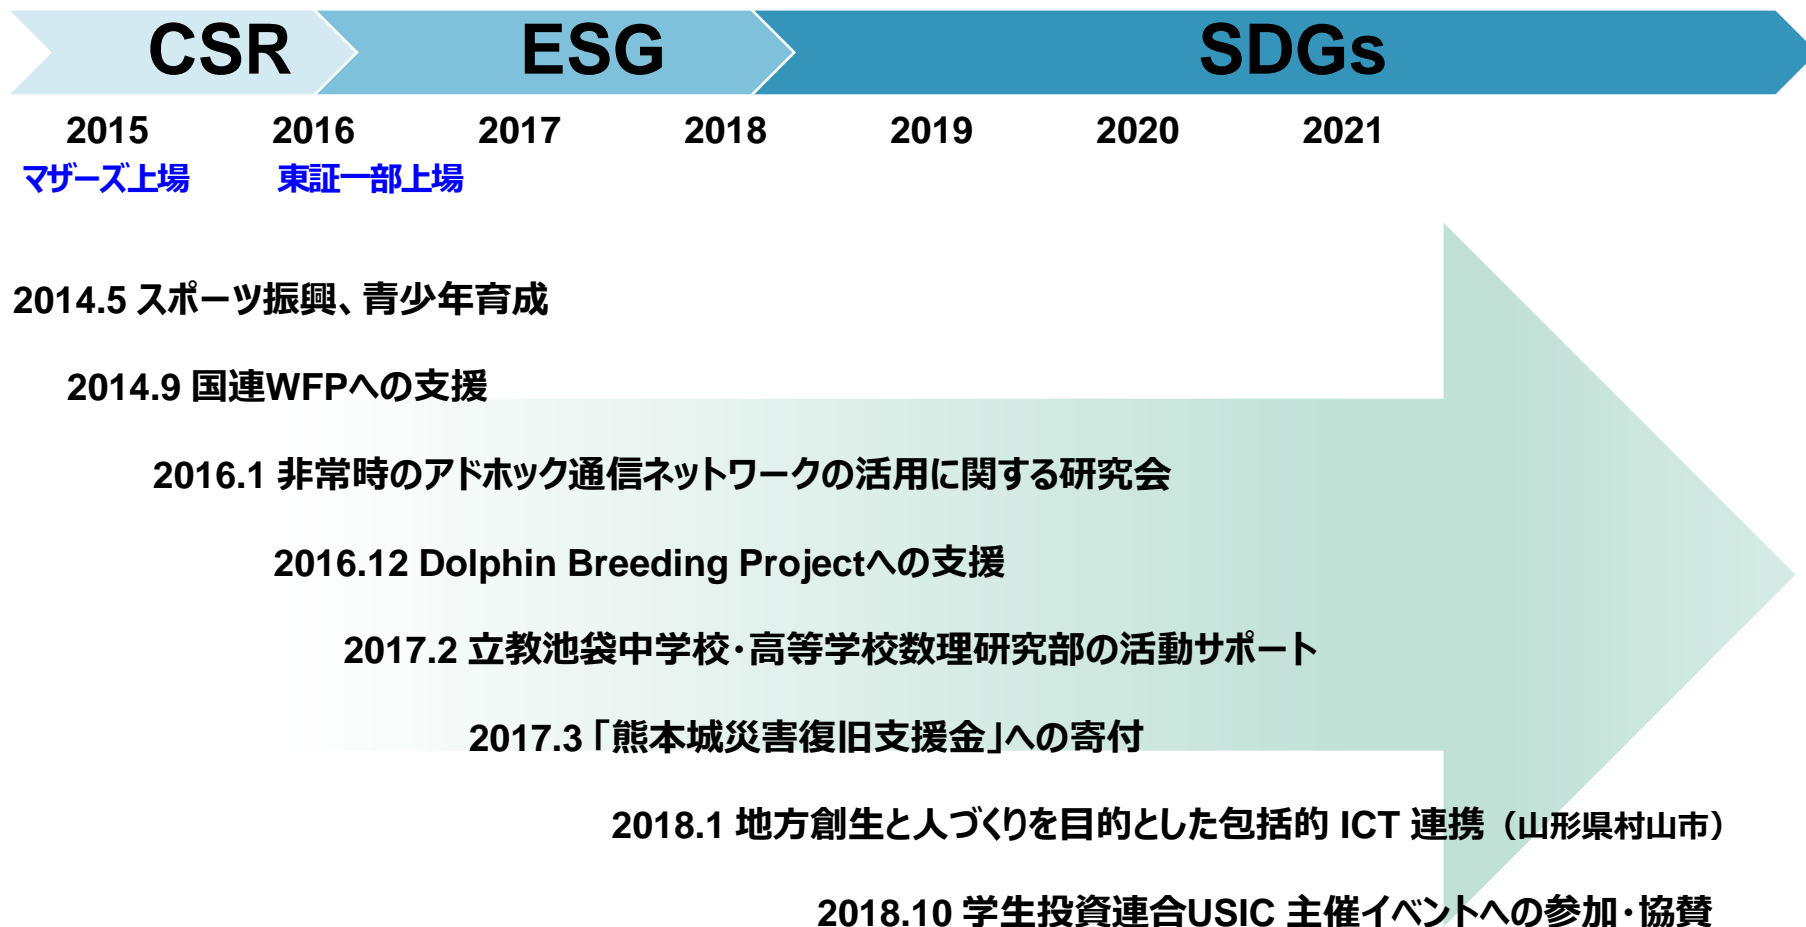 CSR ESG SDGs
2015 2016 2017 2018 2019 2020 2021
マザーズ上場 東証一部上場
2014.5 スポーツ振興、青少年育成
2014.9 国連WFPへの支援
2016.1 非常時のアドホック通信ネットワークの活用に関する研究会
2016.12 Dolphin Breeding Projectへの支援
2017.2 立教池袋中学校・高等学校数理研究部の活動サポート
2017.3 「熊本城災害復旧支援金」への寄付
2018.1 地方創生と人づくりを目的とした包括的 ICT 連携（山形県村山市）
2018.10 学生投資連合USIC 主催イベントへの参加・協賛